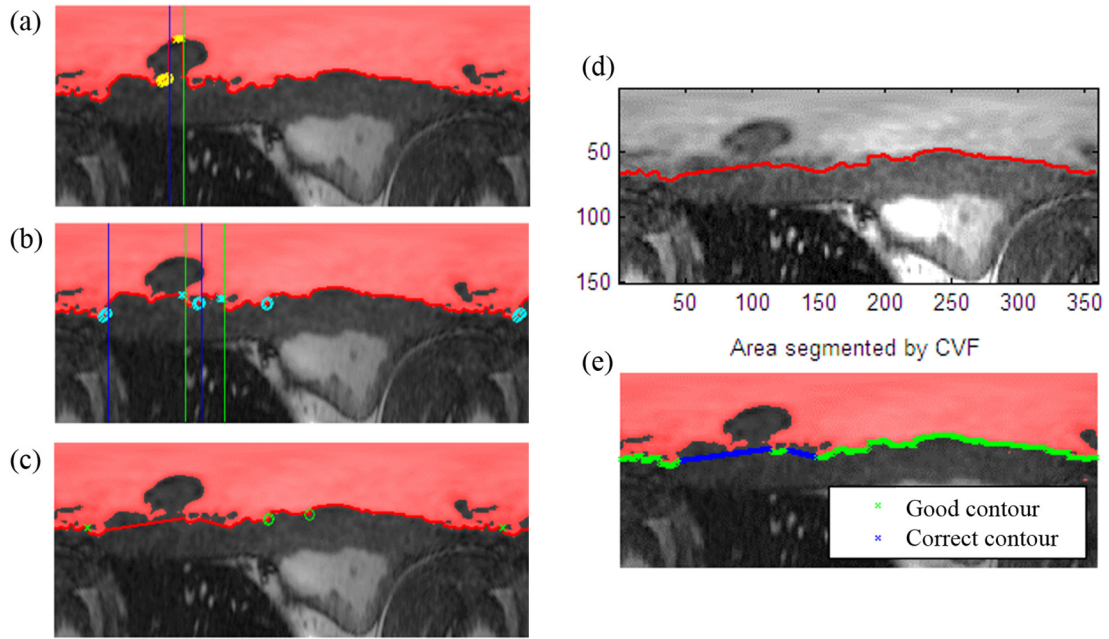 (a)
(b)
(c)
(d)
50
100
150
50
100
150
200
250
300
350
Area segmented by CVF
(e)
Good contour
Correct contour